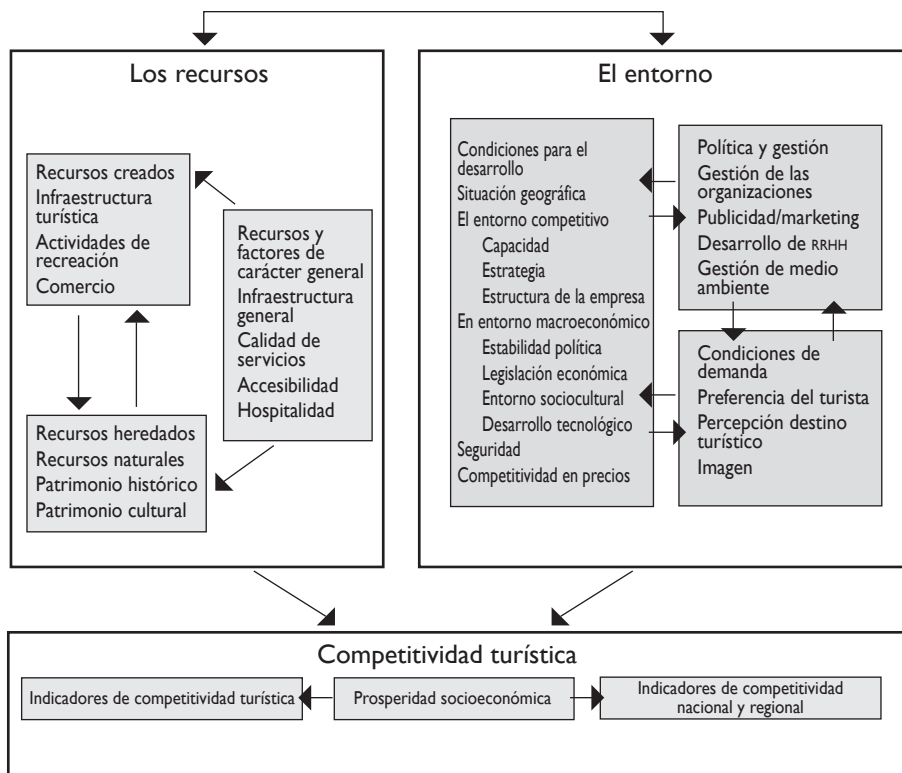 Los recursos
Recursos creados
Infraestructura
turística
Actividades de
recreación
Comercio
Recursos y
factores de
carácter general
Infraestructura
general
Calidad de
servicios
Accesibilidad
Hospitalidad
Recursos heredados
Recursos naturales
Patrimonio histórico
Patrimonio cultural
El entorno
Condiciones para el
desarrollo
Situación geográfica
El entorno competitivo
Capacidad
Estrategia
Estructura de la empresa
En entorno macroeconómico
Estabilidad política
Legislación económica
Entorno sociocultural
Desarrollo tecnológico
Seguridad
Competitividad en precios
Política y gestión
Gestión de las
organizaciones
Publicidad/marketing
Desarrollo de RRHH
Gestión de medio
ambiente
Condiciones de
demanda
Preferencia del turista
Percepción destino
turístico
Imagen
Competitividad turística
Indicadores de competitividad turística
Prosperidad socioeconómica
Indicadores de competitividad
nacional y regional